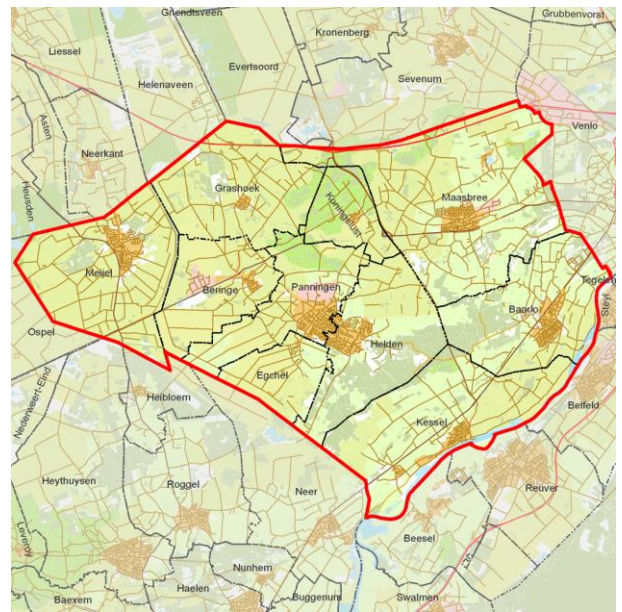 Griendtsveen
Grubbenvorst
Kronenberg
Liessel
Evertsoord
Sevenum
Helenaveen
Asten
Venlo
Neerkant
Grashoek
Koningslust
Maasbree
Heusden
Meijel
Beringe
Panningen
Tegelen
Steyl
Baarlo
Ospel
Helden
Egchel
Nederweert-Eind
Heibloem
Kessel
Belfeld
Heythuysen
Roggel
Neer
Reuver
Leveroy
Beesel
Nunhem
Haelen
Baexem
Buggenum
Swalmen